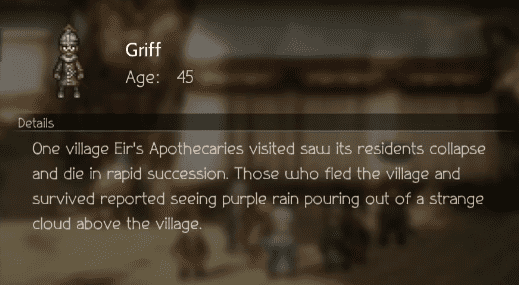 Griff
Age: 45
Details
One village Eir's Apothecaries visited saw its residents collapse
and die in rapid succession. Those who fled the village and
survived reported seeing purple rain pouring out of a strange
cloud above the village.